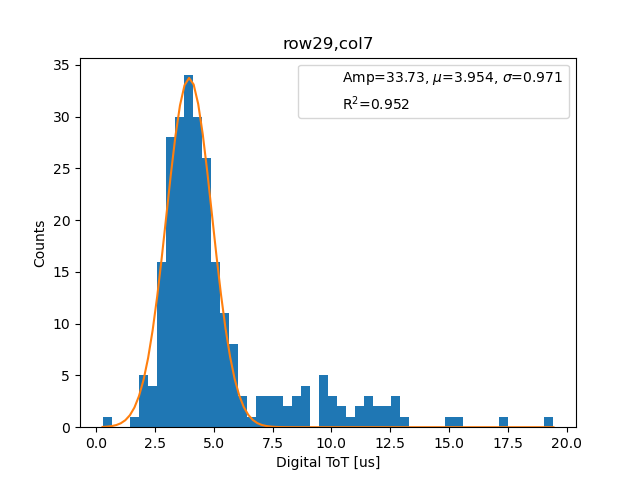 row29,col7
Amp=33.73, μ=3.954, σ=0.971
R²=0.952
Counts
35
30
25
20
15
10
5
0
0.0 2.5 5.0 7.5 10.0 12.5 15.0 17.5 20.0
Digital ToT [us]